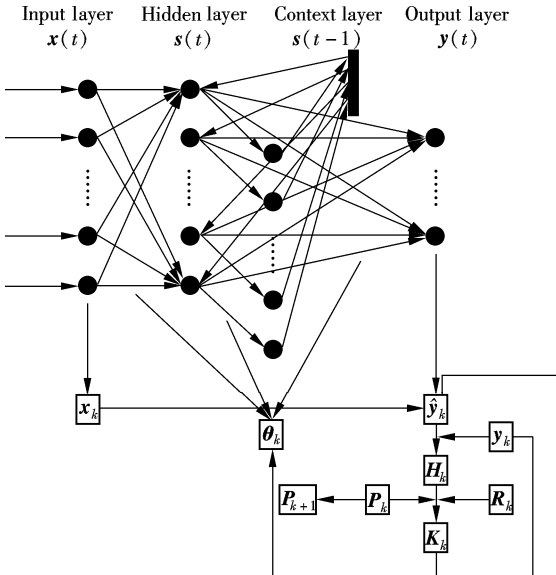 Input layer Hidden layer Context layer Output layer
x(t) s(t) s(t−1) y(t)
x_k
θ_k
ŷ_k
y_k
H_k
P_{k+1} P_k R_k
K_k